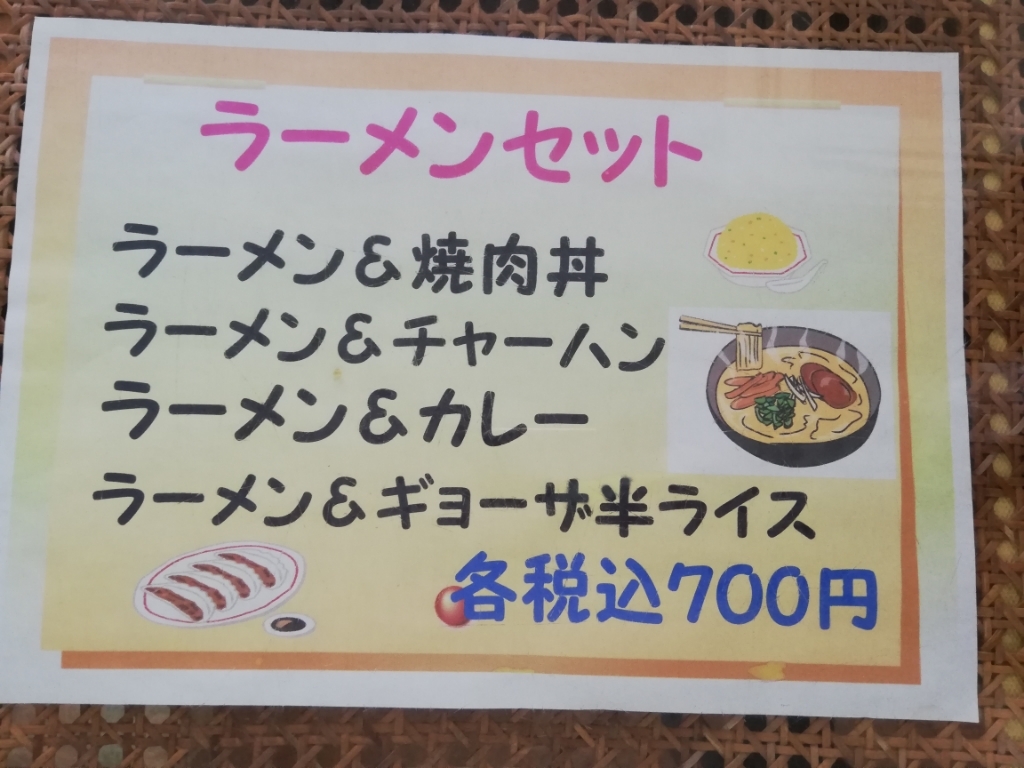 ラーメンセット
ラーメン&焼肉丼
ラーメン&チャーハン
ラーメン&カレー
ラーメン&ギョーザ半ライス
各税込700円